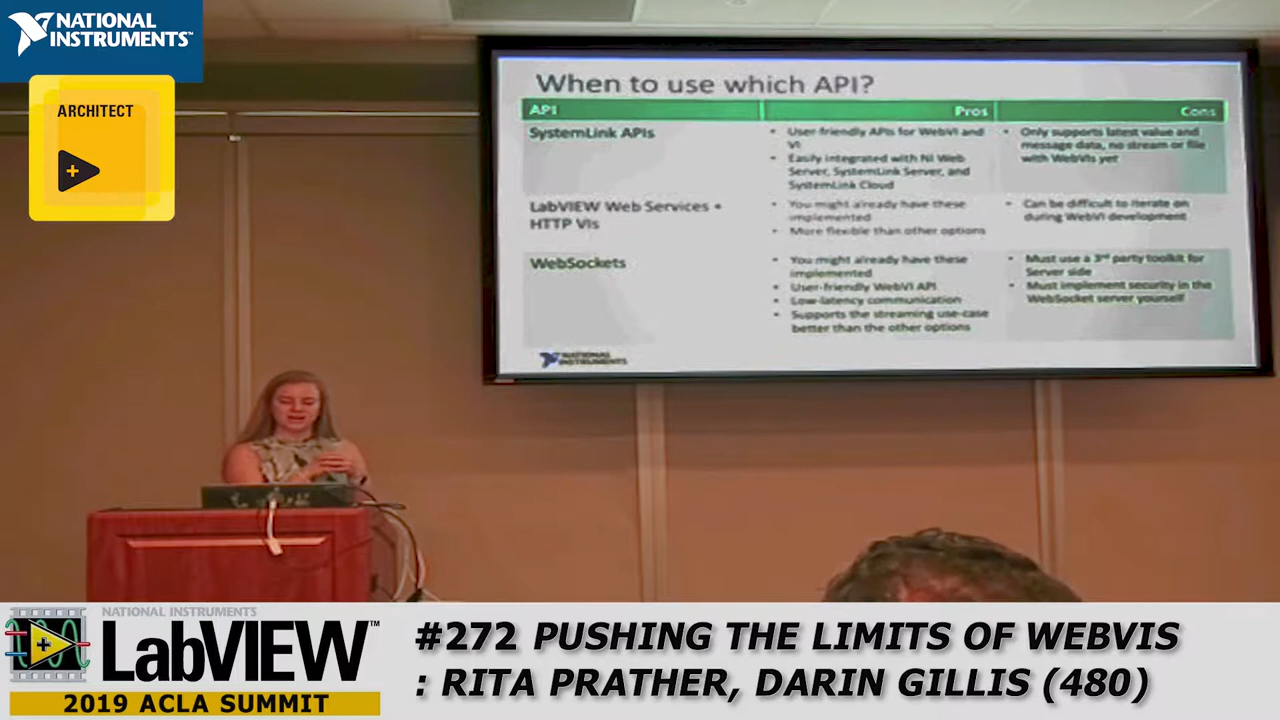 NATIONAL
INSTRUMENTS™
ARCHITECT
When to use which API?
API Pros Cons
SystemLink APIs
• User-friendly APIs for WebVI and
VI
• Easily integrated with NI Web
Server, SystemLink Server, and
SystemLink Cloud
• Only supports latest value and
message data, no stream or file
with WebVIs yet
LabVIEW Web Services +
HTTP VIs
• You might already have these
implemented
• More flexible than other options
• Can be difficult to iterate on
during WebVI development
WebSockets
• You might already have these
implemented
• User-friendly WebVI API
• Low-latency communication
• Supports the streaming use-case
better than the other options
• Must use a 3rd party toolkit for
Server side
• Must implement security in the
WebSocket server yourself
NATIONAL
INSTRUMENTS
NATIONAL INSTRUMENTS
LabVIEW™
2019 ACLA SUMMIT
#272 PUSHING THE LIMITS OF WEBVIS
: RITA PRATHER, DARIN GILLIS (480)